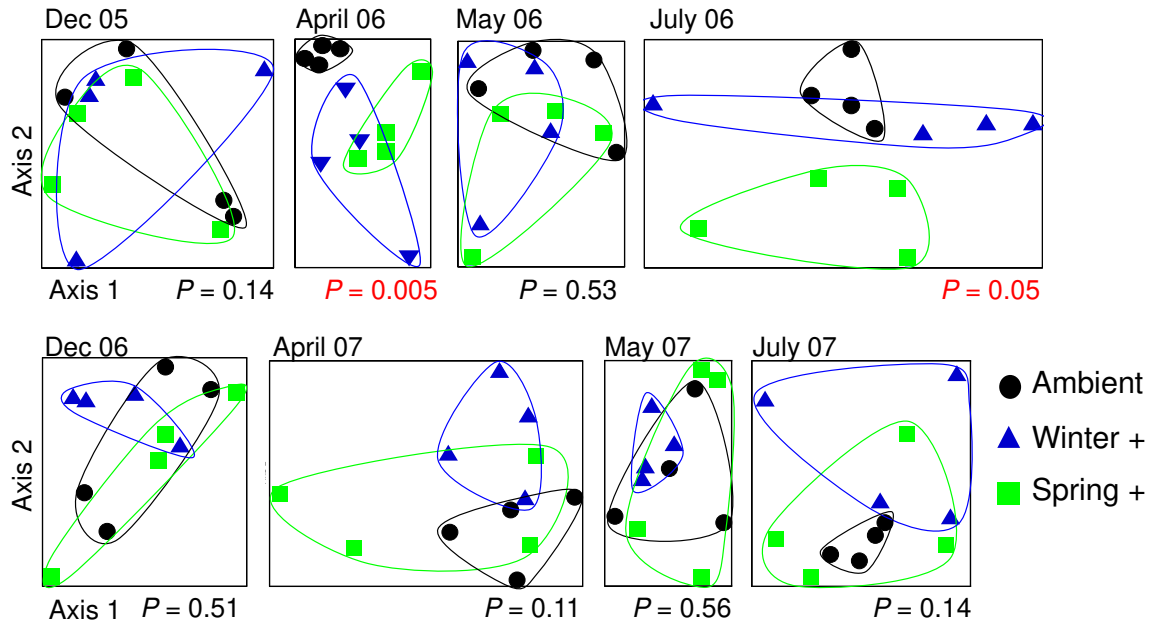 Dec 05
April 06
May 06
July 06
Axis 2
Axis 1
P = 0.14
P = 0.005
P = 0.53
P = 0.05
Dec 06
April 07
May 07
July 07
Axis 2
Ambient
Winter +
Spring +
Axis 1
P = 0.51
P = 0.11
P = 0.56
P = 0.14